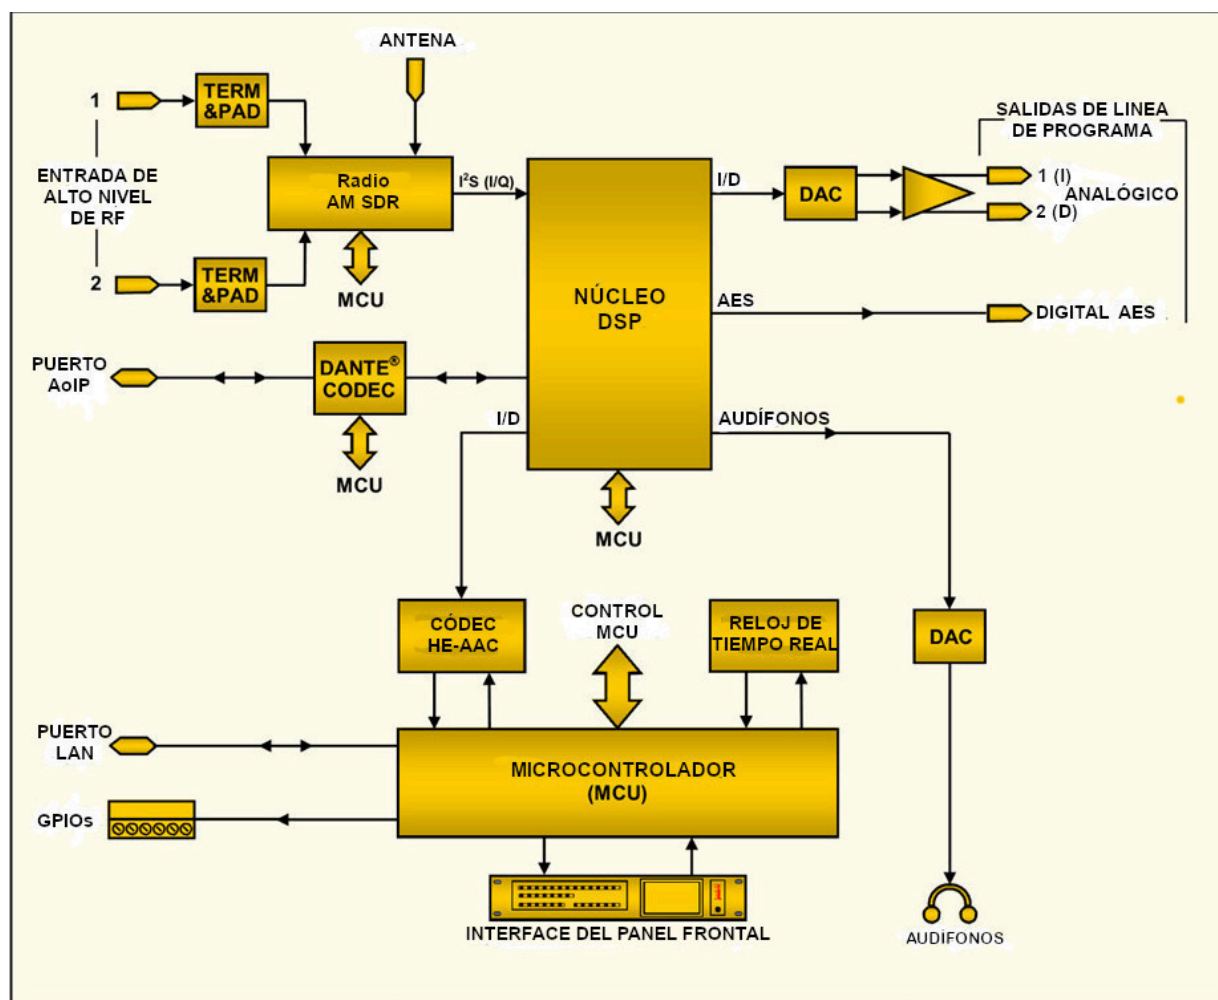 ANTENA
1
TERM
&PAD
ENTRADA DE
ALTO NIVEL
DE RF
2
TERM
&PAD
Radio
AM SDR
I²S (I/Q)
MCU
NÚCLEO
DSP
I/D
DAC
SALIDAS DE LINEA
DE PROGRAMA
1 (I)
ANALÓGICO
2 (D)
AES
DIGITAL AES
PUERTO
AoIP
DANTE®
CODEC
MCU
I/D
AUDÍFONOS
MCU
CÓDEC
HE-AAC
CONTROL
MCU
RELOJ DE
TIEMPO REAL
DAC
PUERTO
LAN
MICROCONTROLADOR
(MCU)
GPIOs
INTERFACE DEL PANEL FRONTAL
AUDÍFONOS